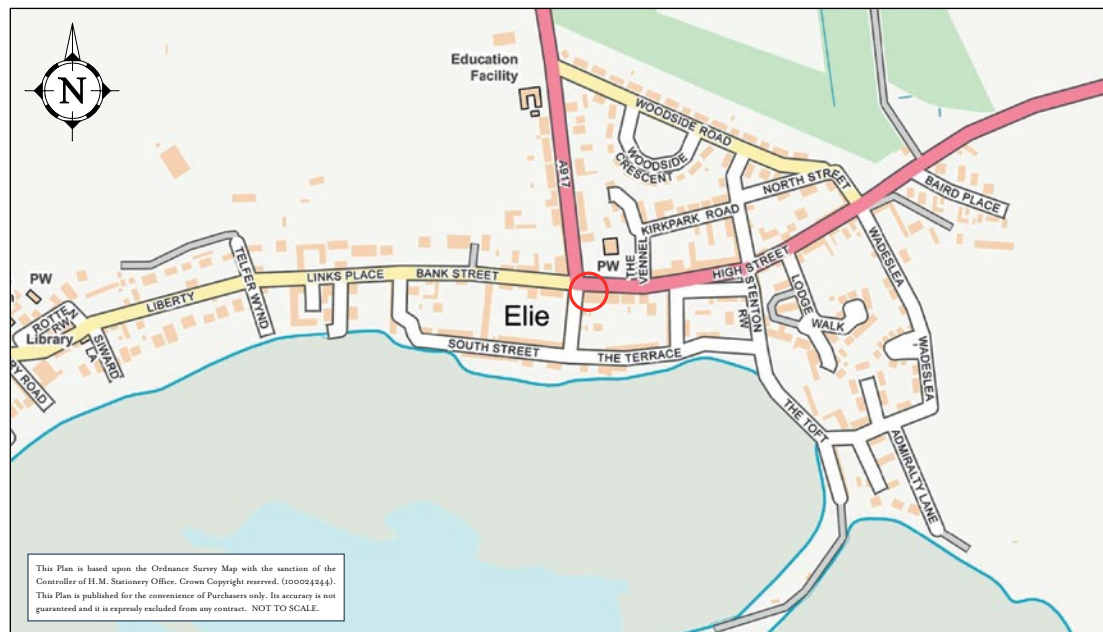 N
Education
Facility
WOODSIDE ROAD
WOODSIDE
CRESCENT
A917
NORTH STREET
BAIRD PLACE
KIRKPARK ROAD
THE
VENNEL
PW
HIGH STREET
WADESLEA
TELFER WYND
LINKS PLACE
BANK STREET
PW
LIBERTY
ROTTEN
RW
Library
SIWARD
LA
RY ROAD
Elie
STENTON
RW
LODGE
WALK
SOUTH STREET
THE TERRACE
WADESLEA
THE TOFT
ADMIRALTY LANE
This Plan is based upon the Ordnance Survey Map with the sanction of the
Controller of H.M. Stationery Office. Crown Copyright reserved. (100024244).
This Plan is published for the convenience of Purchasers only. Its accuracy is not
guaranteed and it is expressly excluded from any contract. NOT TO SCALE.